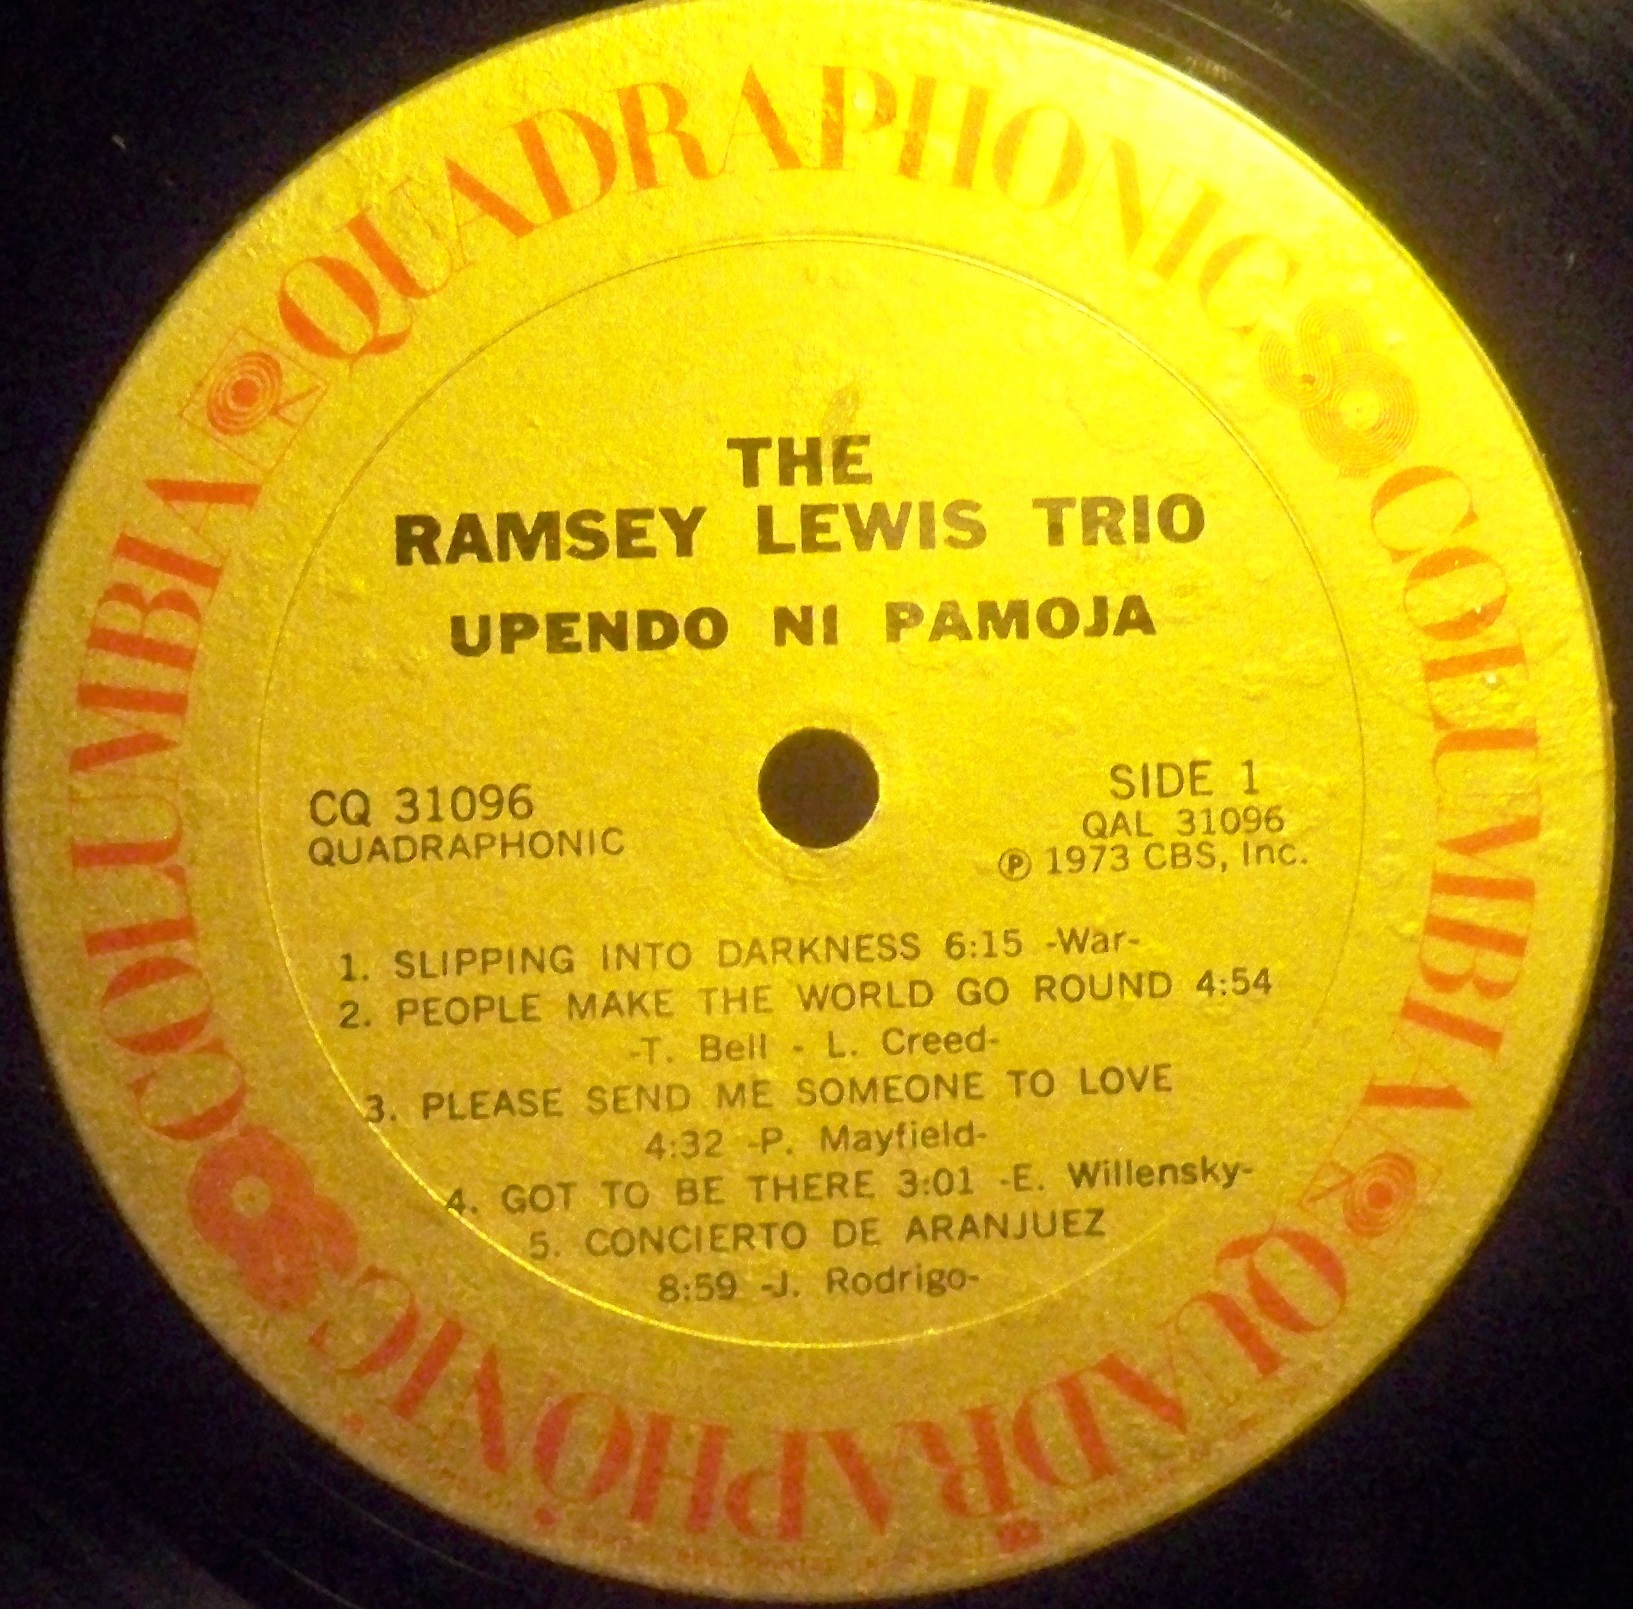 QUADRAPHONIC
COLUMBIA
QUADRAPHONIC
COLUMBIA
THE
RAMSEY LEWIS TRIO
UPENDO NI PAMOJA
CQ 31096
QUADRAPHONIC
SIDE 1
QAL 31096
℗ 1973 CBS, Inc.
1. SLIPPING INTO DARKNESS 6:15 -War-
2. PEOPLE MAKE THE WORLD GO ROUND 4:54
-T. Bell - L. Creed-
3. PLEASE SEND ME SOMEONE TO LOVE
4:32 -P. Mayfield-
4. GOT TO BE THERE 3:01 -E. Willensky-
5. CONCIERTO DE ARANJUEZ
8:59 -J. Rodrigo-